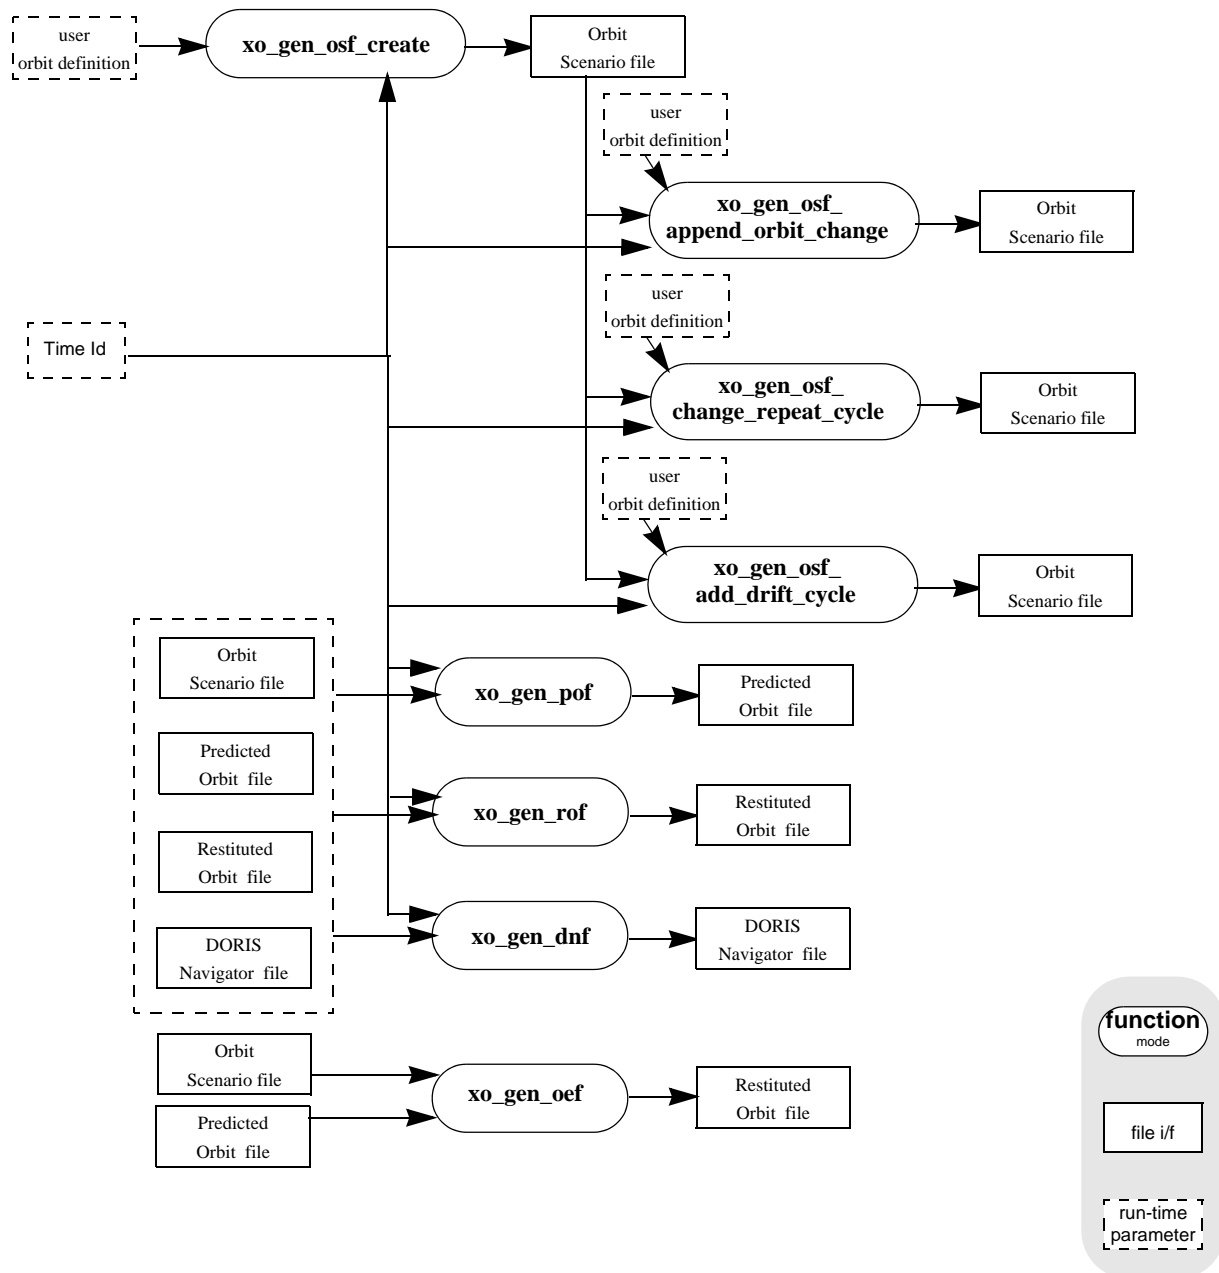 user
orbit definition
xo_gen_osf_create
Orbit
Scenario file
user
orbit definition
xo_gen_osf_
append_orbit_change
Orbit
Scenario file
user
orbit definition
Time Id
xo_gen_osf_
change_repeat_cycle
Orbit
Scenario file
user
orbit definition
xo_gen_osf_
add_drift_cycle
Orbit
Scenario file
Orbit
Scenario file
xo_gen_pof
Predicted
Orbit file
Predicted
Orbit file
xo_gen_rof
Restituted
Orbit file
Restituted
Orbit file
xo_gen_dnf
DORIS
Navigator file
DORIS
Navigator file
Orbit
Scenario file
xo_gen_oef
Restituted
Orbit file
Predicted
Orbit file
function
mode
file i/f
run-time
parameter